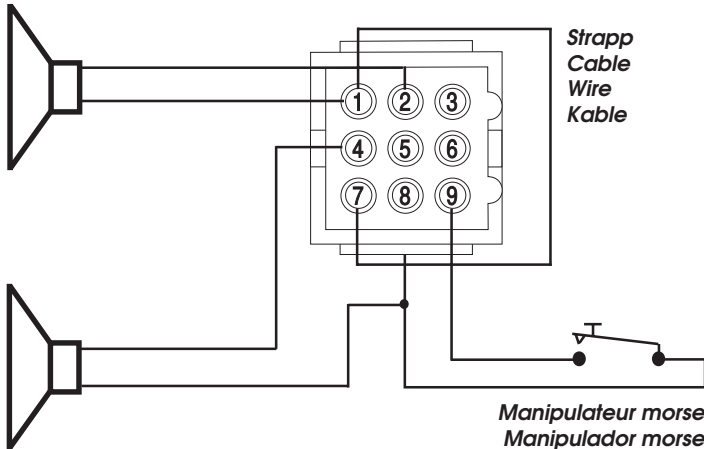 Strapp
Cable
Wire
Kable
1 2 3
4 5 6
7 8 9
Manipulateur morse
Manipulador morse